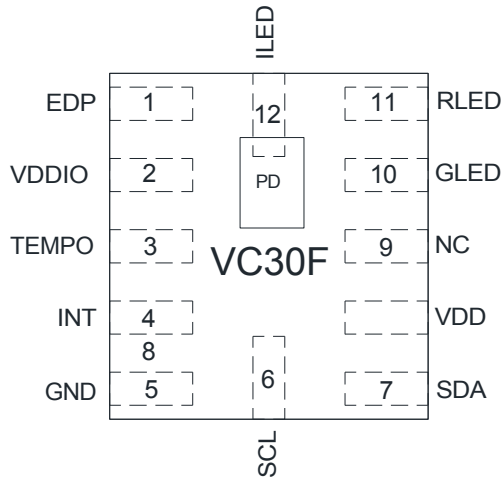 ILED
EDP 1 12 11 RLED
VDDIO 2 PD 10 GLED
TEMPO 3 9 NC
VC30F
INT 4 VDD
8
GND 5 6 7 SDA
SCL